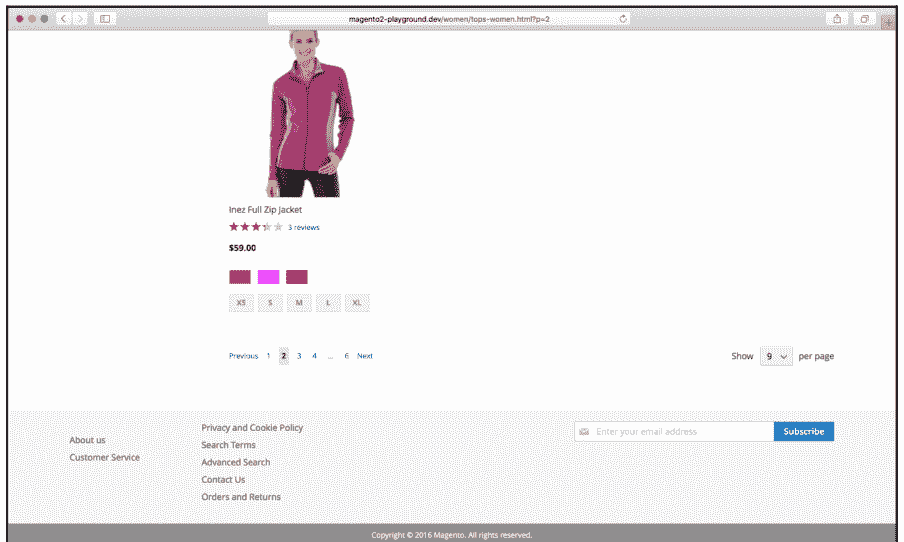 magento2-playground.dev/women/tops-women.html?p=2
Inez Full Zip Jacket
3 reviews
$59.00
XS S M L XL
Previous 1 2 3 4 ... 6 Next
Show 9 per page
About us
Customer Service
Privacy and Cookie Policy
Search Terms
Advanced Search
Contact Us
Orders and Returns
Enter your email address
Subscribe
Copyright © 2016 Magento. All rights reserved.